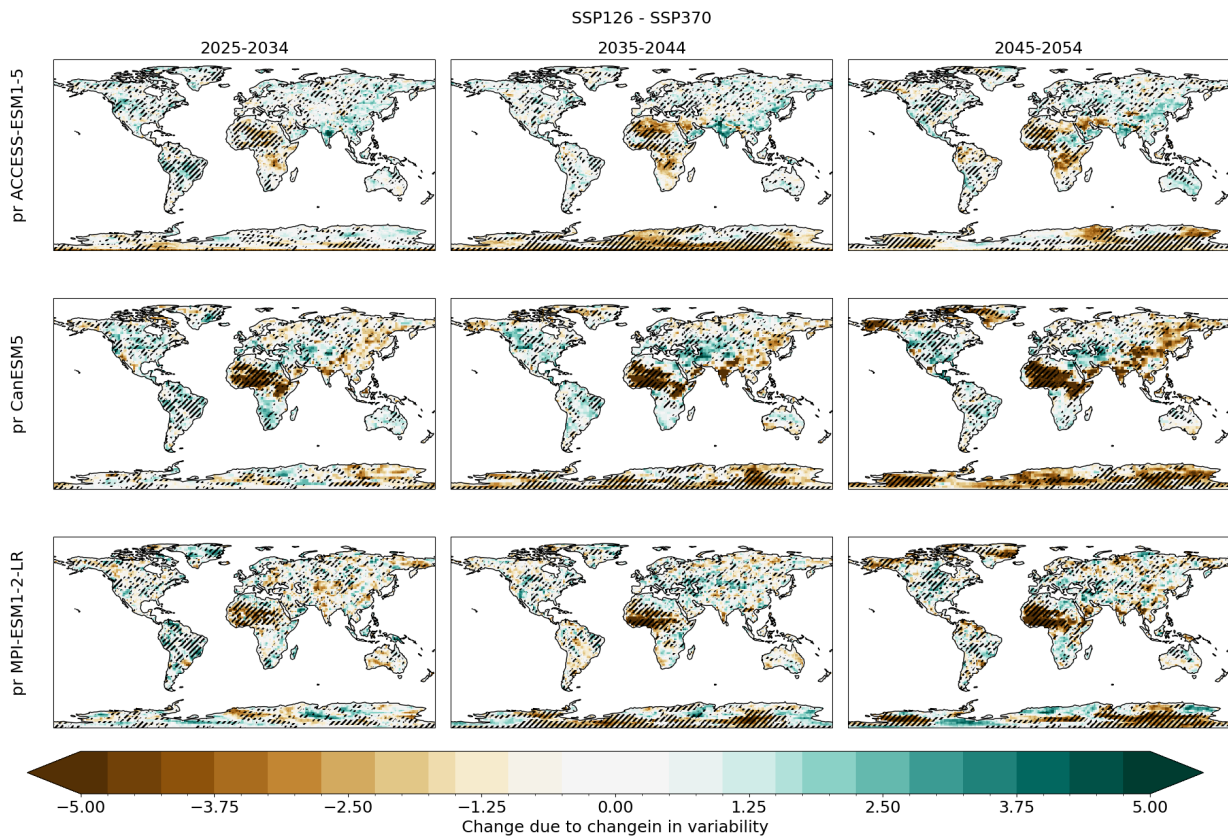 SSP126 - SSP370
2025-2034
2035-2044
2045-2054
pr ACCESS-ESM1-5
pr CanESM5
pr MPI-ESM1-2-LR
−5.00 −3.75 −2.50 −1.25 0.00 1.25 2.50 3.75 5.00
Change due to changein in variability